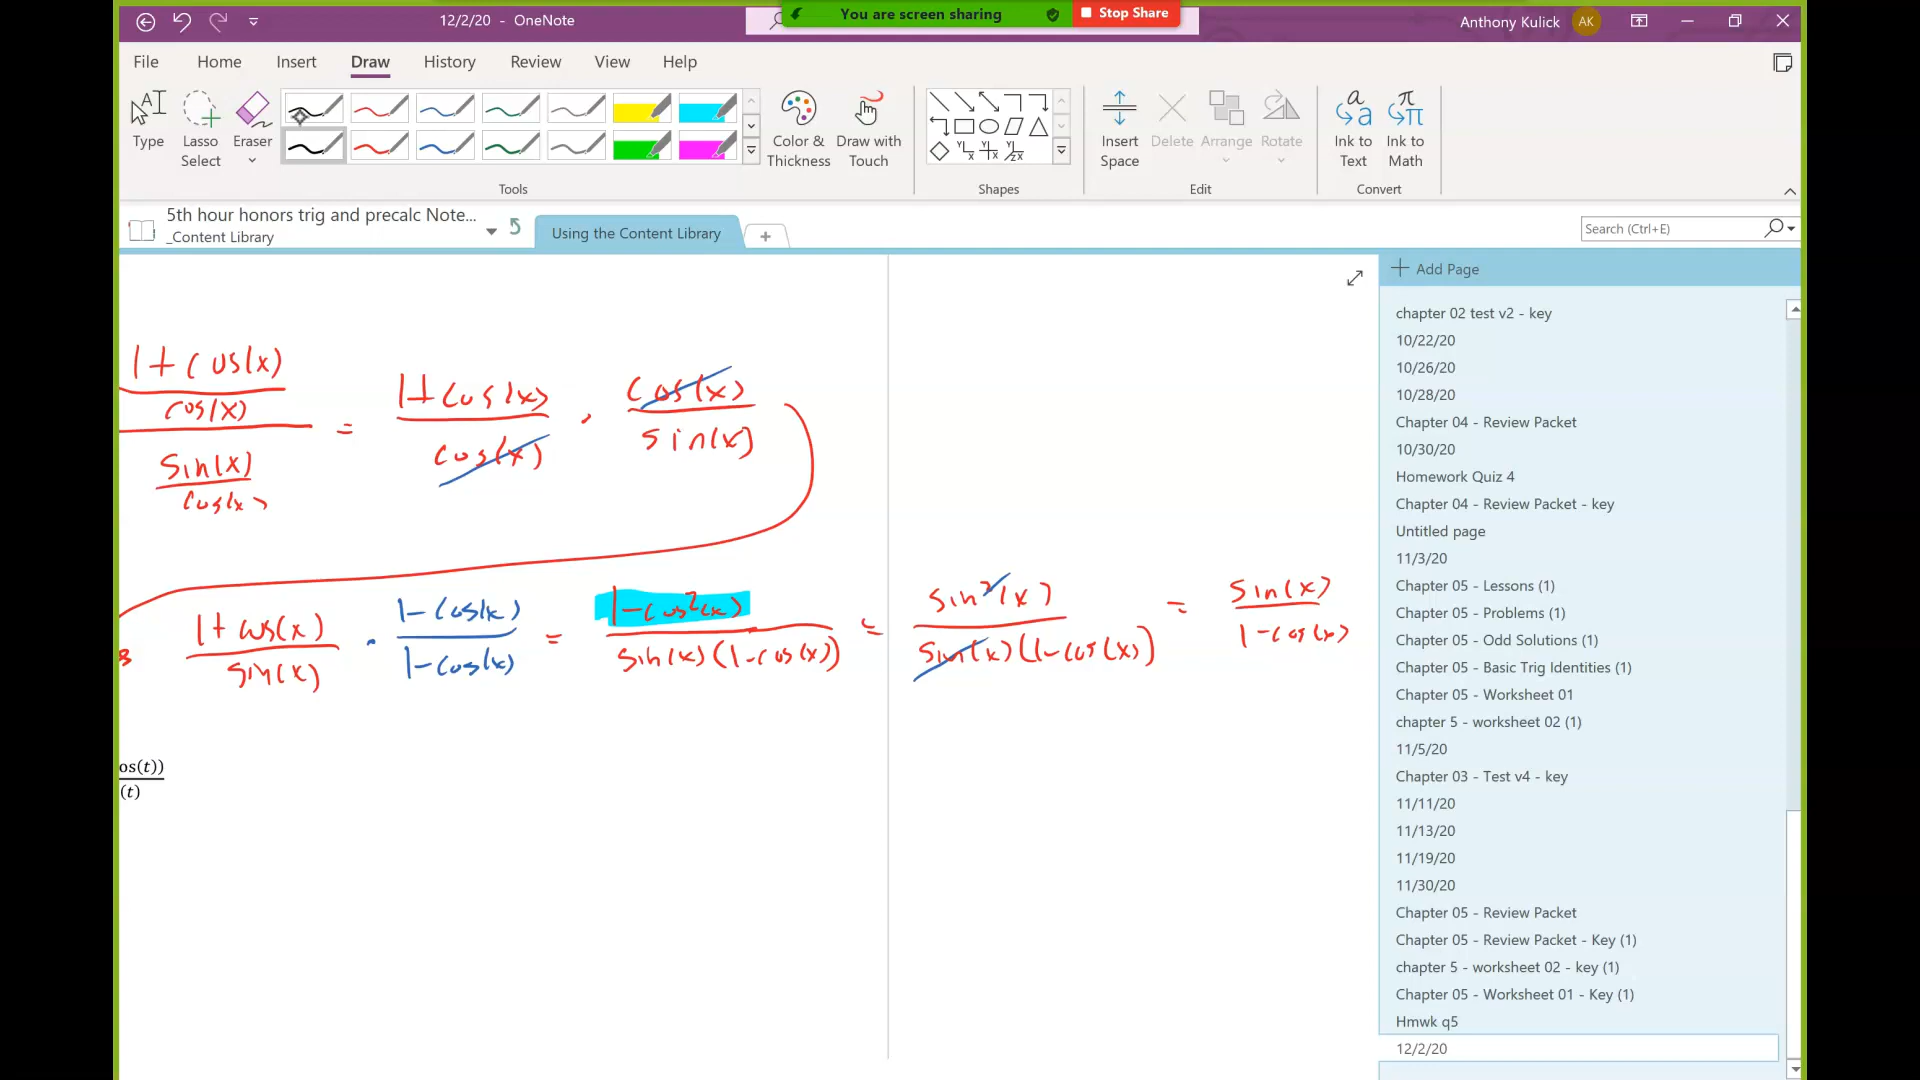 12/2/20 - OneNote
You are screen sharing
Stop Share
Anthony Kulick
AK
File Home Insert Draw History Review View Help
Type
Lasso Select
Eraser
Color & Thickness
Draw with Touch
Insert Space
Delete
Arrange
Rotate
Ink to Text
Ink to Math
Tools
Shapes
Edit
Convert
5th hour honors trig and precalc Note...
_Content Library
Using the Content Library
Search (Ctrl+E)
Add Page
chapter 02 test v2 - key
10/22/20
10/26/20
10/28/20
Chapter 04 - Review Packet
10/30/20
Homework Quiz 4
Chapter 04 - Review Packet - key
Untitled page
11/3/20
Chapter 05 - Lessons (1)
Chapter 05 - Problems (1)
Chapter 05 - Odd Solutions (1)
Chapter 05 - Basic Trig Identities (1)
Chapter 05 - Worksheet 01
chapter 5 - worksheet 02 (1)
11/5/20
Chapter 03 - Test v4 - key
11/11/20
11/13/20
11/19/20
11/30/20
Chapter 05 - Review Packet
Chapter 05 - Review Packet - Key (1)
chapter 5 - worksheet 02 - key (1)
Chapter 05 - Worksheet 01 - Key (1)
Hmwk q5
12/2/20
1+cos(x)
cos(x)
sin(x)
cos(x)
=
1+cos(x)
cos(x)
·
cos(x)
sin(x)
1+cos(x)
sin(x)
·
1-cos(x)
1-cos(x)
=
1-cos²(x)
sin(x)(1-cos(x))
=
sin²(x)
sin(x)(1-cos(x))
=
sin(x)
1-cos(x)
os(t))
(t)